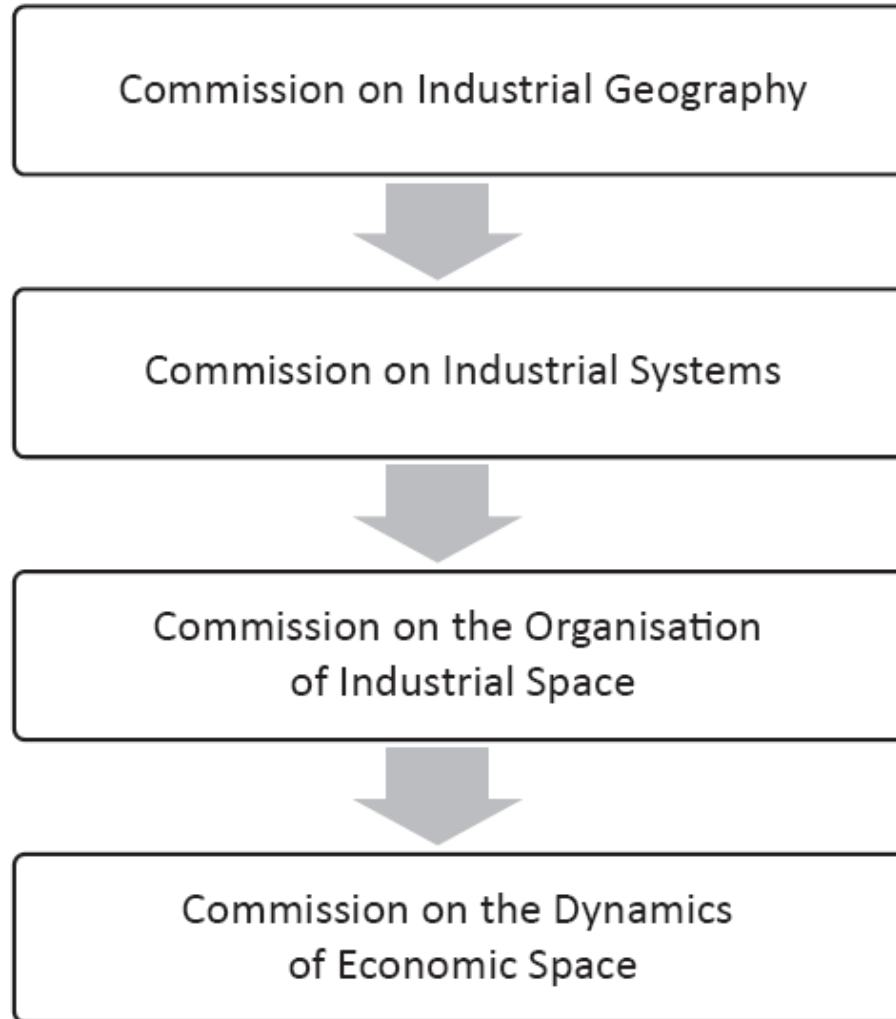 Commission on Industrial Geography
Commission on Industrial Systems
Commission on the Organisation
of Industrial Space
Commission on the Dynamics
of Economic Space